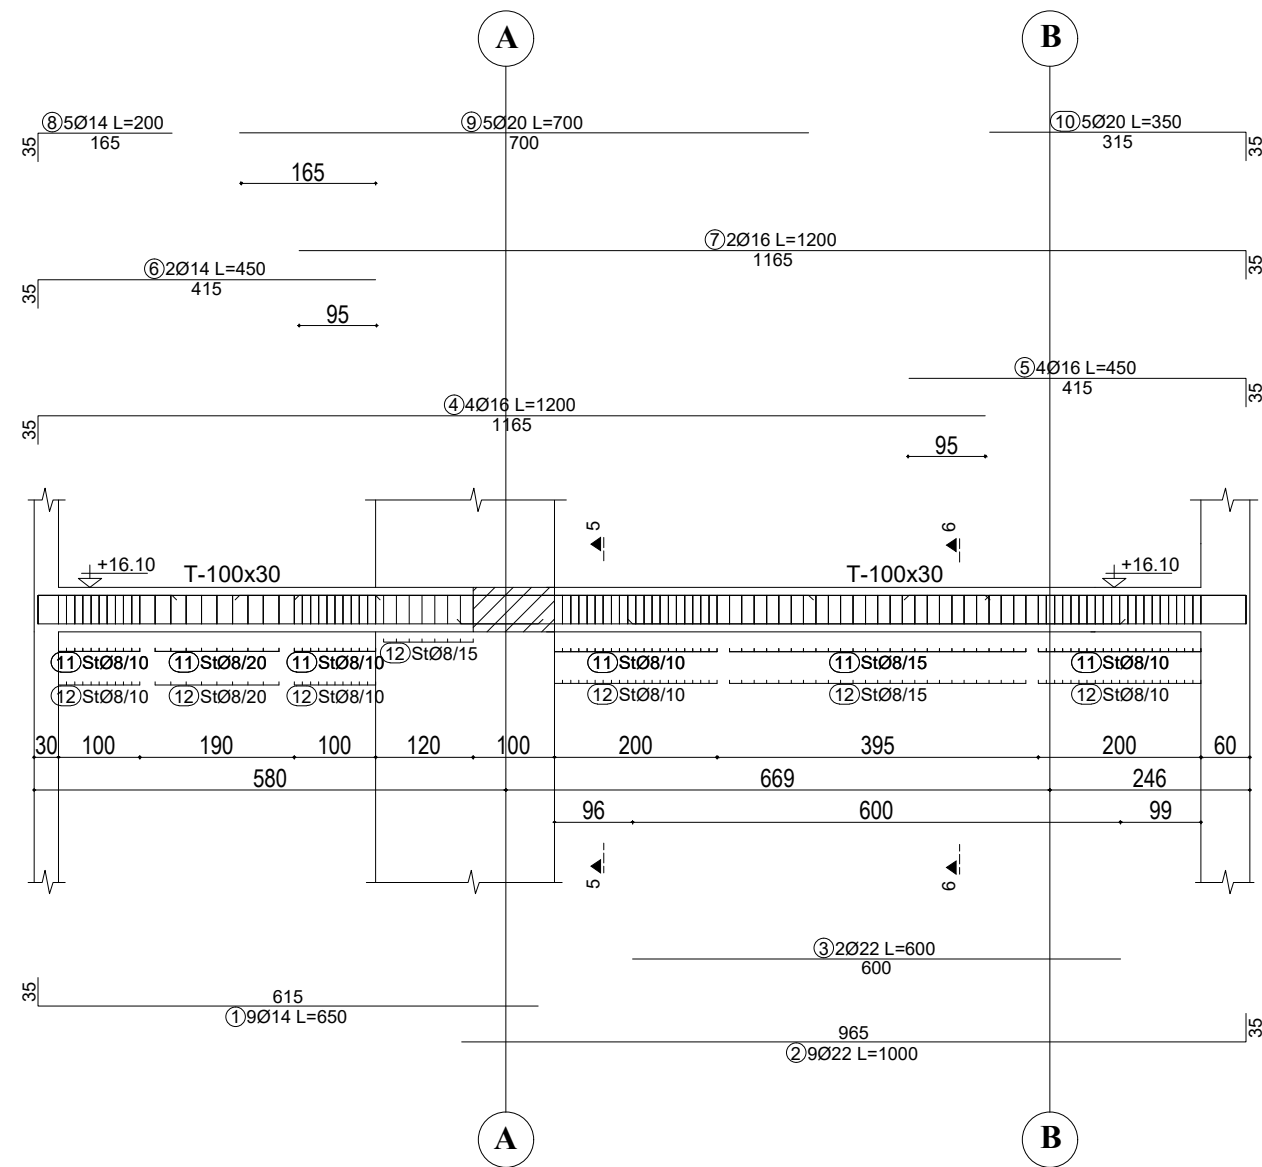 A
B
⑧5Ø14 L=200
165
35
⑨5Ø20 L=700
700
⑩5Ø20 L=350
315
35
165
⑦2Ø16 L=1200
1165
35
⑥2Ø14 L=450
415
35
95
⑤4Ø16 L=450
415
35
④4Ø16 L=1200
1165
35
95
5
6
+16.10
T-100x30
T-100x30
+16.10
⑪StØ8/10
⑪StØ8/20
⑪StØ8/10
⑫StØ8/15
⑪StØ8/10
⑪StØ8/15
⑪StØ8/10
⑫StØ8/10
⑫StØ8/20
⑫StØ8/10
⑫StØ8/10
⑫StØ8/15
⑫StØ8/10
30
100
190
100
120
100
200
395
200
60
580
669
246
96
600
99
5
6
③2Ø22 L=600
600
35
615
①9Ø14 L=650
965
②9Ø22 L=1000
35
A
B